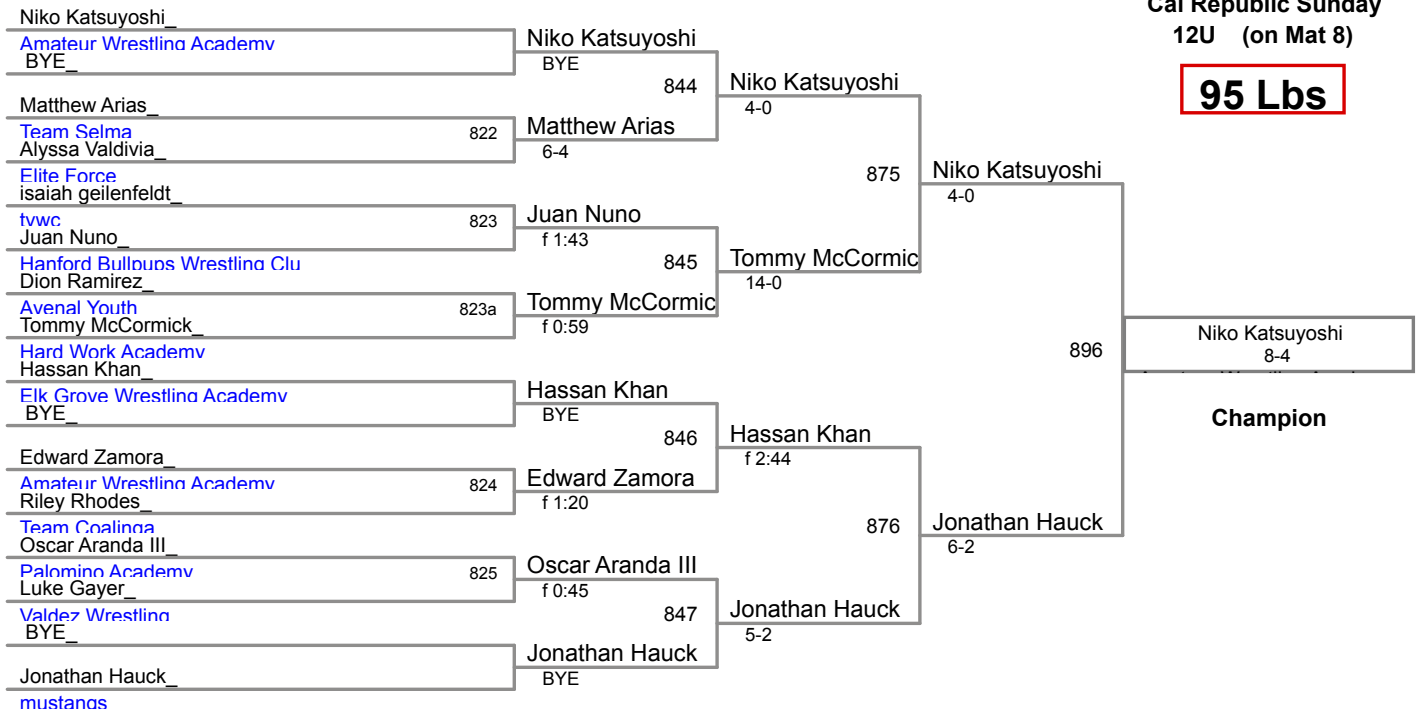 Cal Republic Sunday
12U (on Mat 8)
95 Lbs
Niko Katsuyoshi_
Amateur Wrestling Academy
BYE_
Matthew Arias_
Team Selma
Alyssa Valdivia_
Elite Force
isaiah geilenfeldt_
tvwc
Juan Nuno_
Hanford Bullpups Wrestling Clu
Dion Ramirez_
Avenal Youth
Tommy McCormick_
Hard Work Academy
Hassan Khan_
Elk Grove Wrestling Academy
BYE_
Edward Zamora_
Amateur Wrestling Academy
Riley Rhodes_
Team Coalinga
Oscar Aranda III_
Palomino Academy
Luke Gayer_
Valdez Wrestling
BYE_
Jonathan Hauck_
mustangs
822
823
823a
824
825
Niko Katsuyoshi
BYE
Matthew Arias
6-4
Juan Nuno
f 1:43
Tommy McCormic
f 0:59
Hassan Khan
BYE
Edward Zamora
f 1:20
Oscar Aranda III
f 0:45
Jonathan Hauck
BYE
844
845
846
847
Niko Katsuyoshi
4-0
Tommy McCormic
14-0
Hassan Khan
f 2:44
Jonathan Hauck
5-2
875
876
Niko Katsuyoshi
4-0
Jonathan Hauck
6-2
896
Niko Katsuyoshi
8-4
Champion